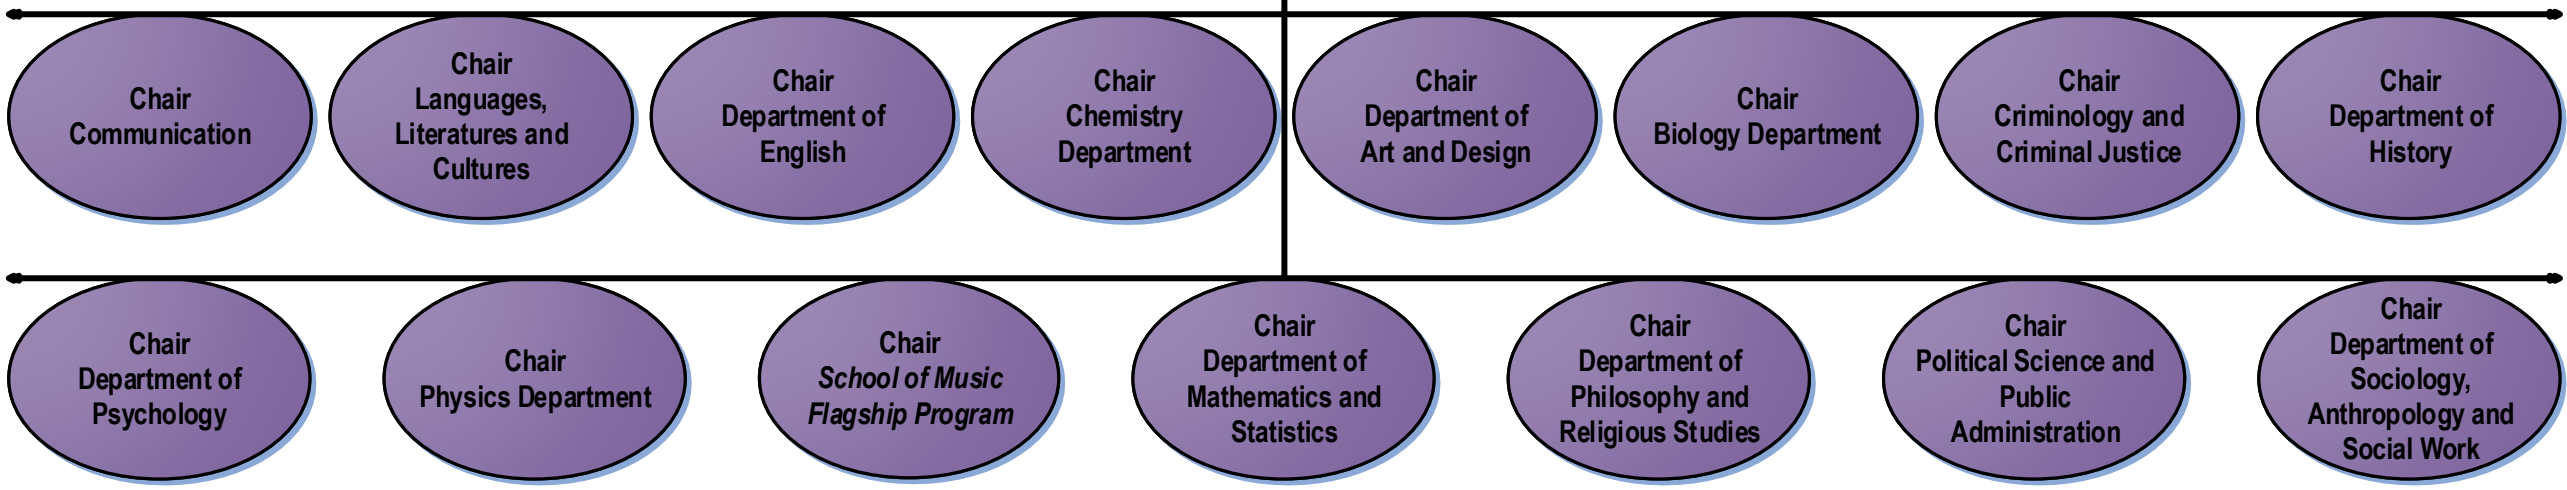 Chair
Communication
Chair
Languages,
Literatures and
Cultures
Chair
Department of
English
Chair
Chemistry
Department
Chair
Department of
Art and Design
Chair
Biology Department
Chair
Criminology and
Criminal Justice
Chair
Department of
History
Chair
Department of
Psychology
Chair
Physics Department
Chair
School of Music
Flagship Program
Chair
Department of
Mathematics and
Statistics
Chair
Department of
Philosophy and
Religious Studies
Chair
Political Science and
Public
Administration
Chair
Department of
Sociology,
Anthropology and
Social Work